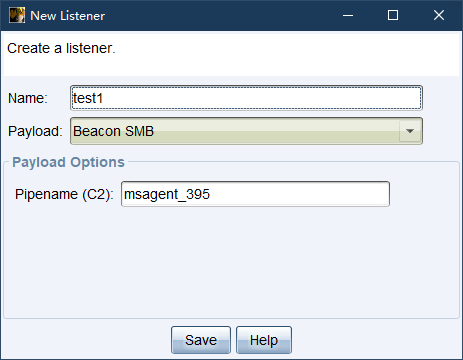 New Listener
Create a listener.
Name: test1
Payload: Beacon SMB
Payload Options
Pipename (C2): msagent_395
Save Help